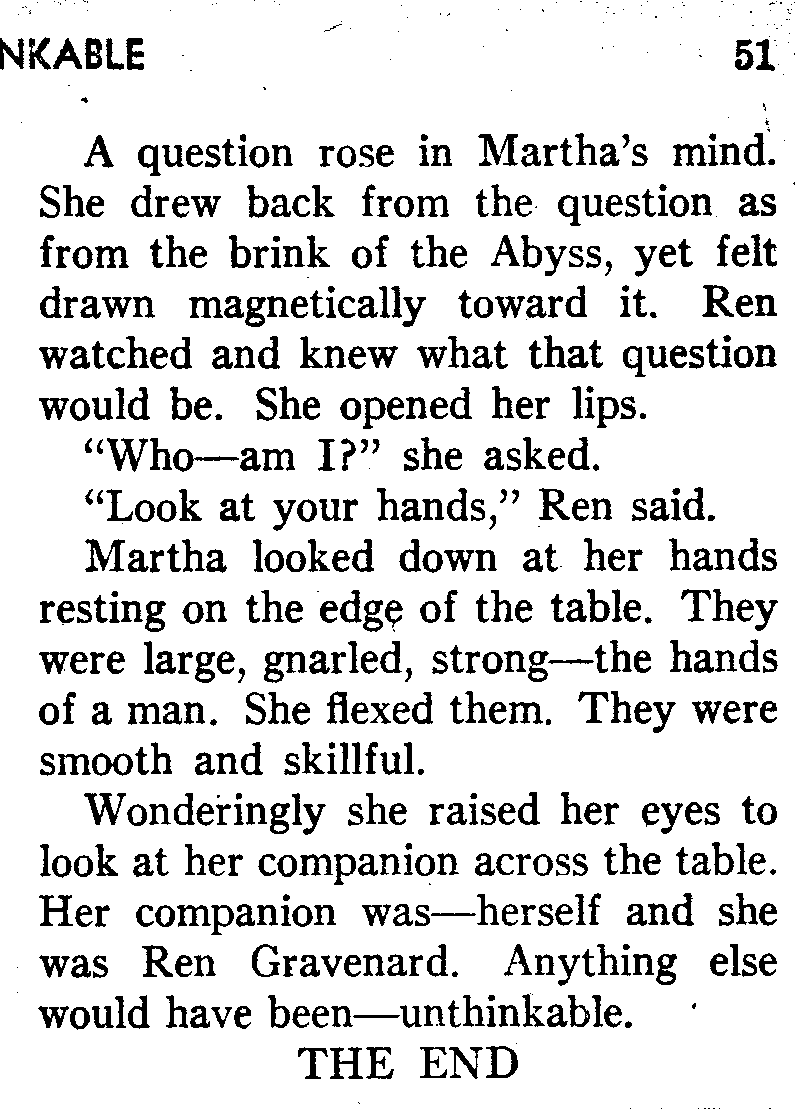 NKABLE 51
A question rose in Martha's mind.
She drew back from the question as
from the brink of the Abyss, yet felt
drawn magnetically toward it. Ren
watched and knew what that question
would be. She opened her lips.
“Who—am I?” she asked.
“Look at your hands,” Ren said.
Martha looked down at her hands
resting on the edge of the table. They
were large, gnarled, strong—the hands
of a man. She flexed them. They were
smooth and skillful.
Wonderingly she raised her eyes to
look at her companion across the table.
Her companion was—herself and she
was Ren Gravenard. Anything else
would have been—unthinkable.
THE END